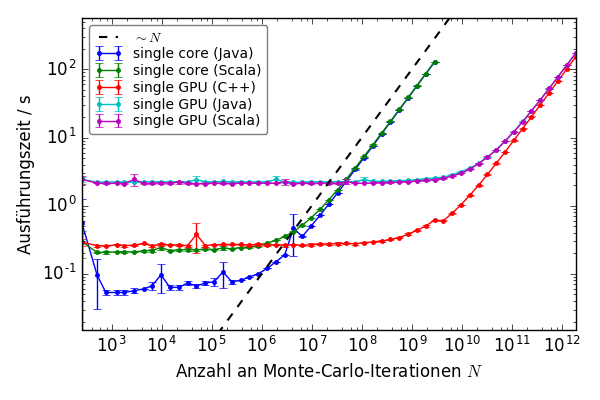 ~ N
single core (Java)
single core (Scala)
single GPU (C++)
single GPU (Java)
single GPU (Scala)
Ausführungszeit / s
10²
10¹
10⁰
10⁻¹
10³ 10⁴ 10⁵ 10⁶ 10⁷ 10⁸ 10⁹ 10¹⁰ 10¹¹ 10¹²
Anzahl an Monte-Carlo-Iterationen N